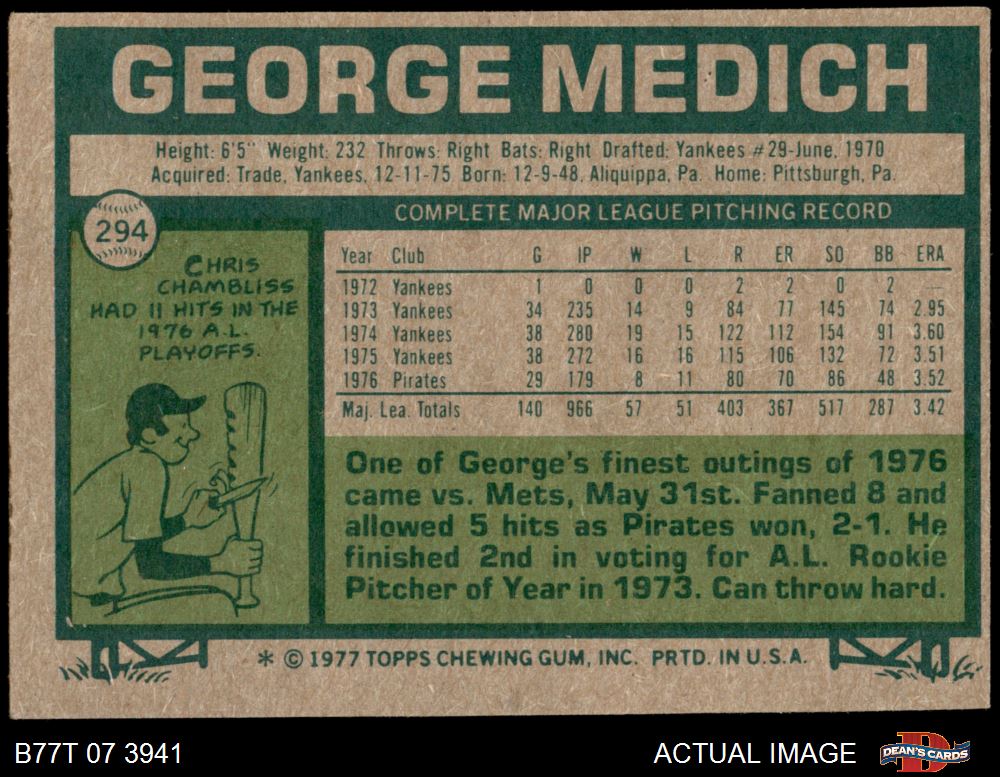 GEORGE MEDICH
Height: 6'5" Weight: 232 Throws: Right Bats: Right Drafted: Yankees #29-June, 1970
Acquired: Trade, Yankees, 12-11-75 Born: 12-9-48, Aliquippa, Pa. Home: Pittsburgh, Pa.
294
CHRIS
CHAMBLISS
HAD 11 HITS IN THE
1976 A.L.
PLAYOFFS.
COMPLETE MAJOR LEAGUE PITCHING RECORD
Year Club G IP W L R ER SO BB ERA
1972 Yankees 1 0 0 0 2 2 0 2 —
1973 Yankees 34 235 14 9 84 77 145 74 2.95
1974 Yankees 38 280 19 15 122 112 154 91 3.60
1975 Yankees 38 272 16 16 115 106 132 72 3.51
1976 Pirates 29 179 8 11 80 70 86 48 3.52
Maj. Lea. Totals 140 966 57 51 403 367 517 287 3.42
One of George's finest outings of 1976
came vs. Mets, May 31st. Fanned 8 and
allowed 5 hits as Pirates won, 2-1. He
finished 2nd in voting for A.L. Rookie
Pitcher of Year in 1973. Can throw hard.
* © 1977 TOPPS CHEWING GUM, INC. PRTD. IN U.S.A.
B77T 07 3941
ACTUAL IMAGE
DEAN'S CARDS